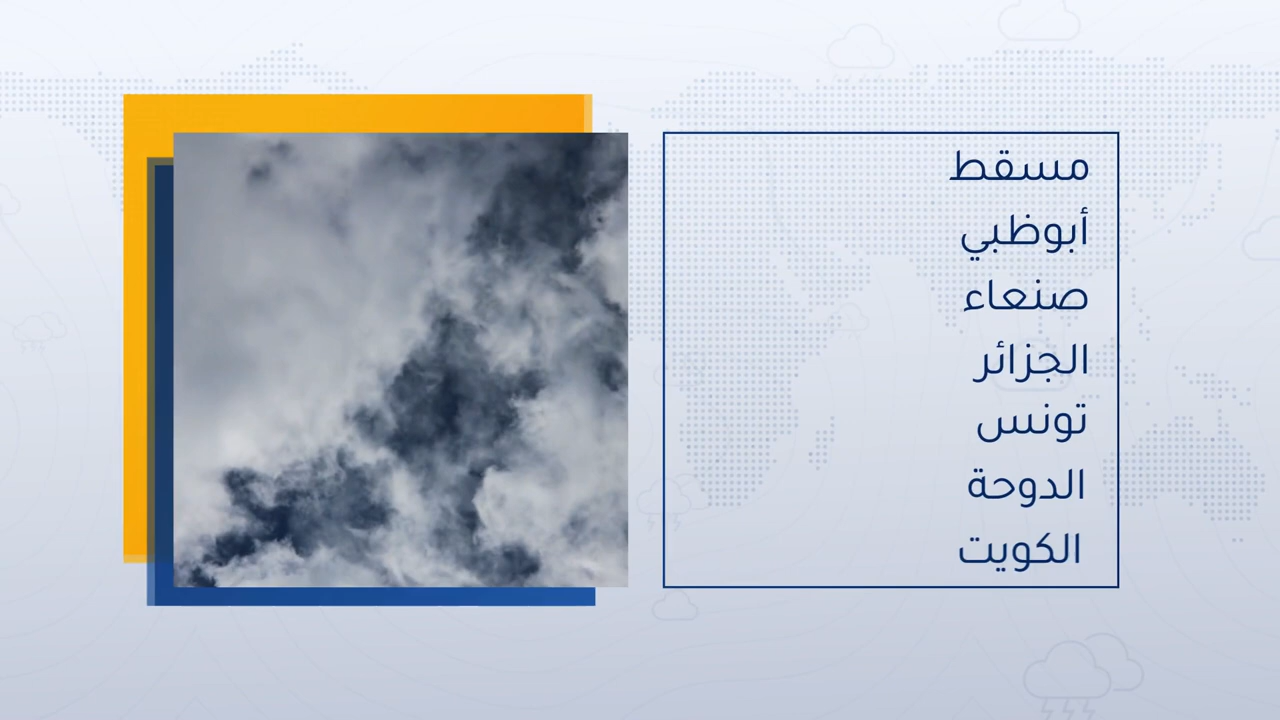 مسقط
أبوظبي
صنعاء
الجزائر
تونس
الدوحة
الكويت